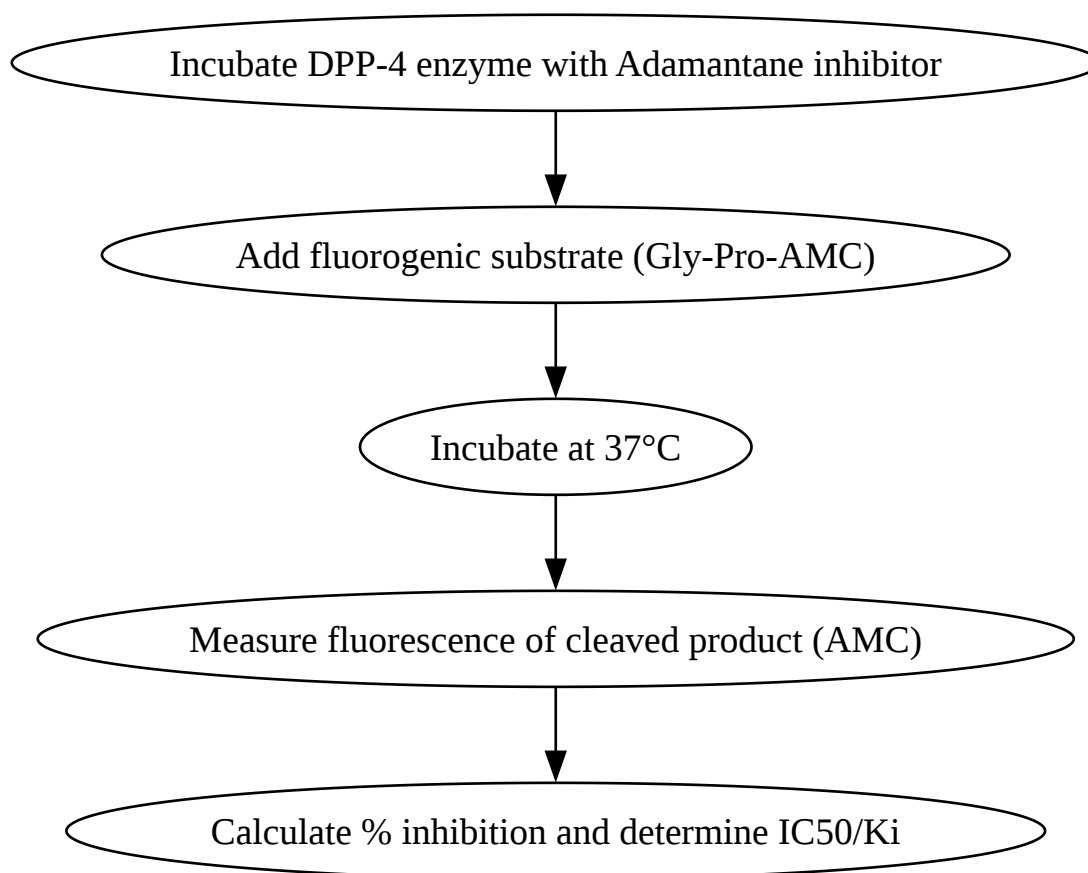 Incubate DPP-4 enzyme with Adamantane inhibitor
Add fluorogenic substrate (Gly-Pro-AMC)
Incubate at 37°C
Measure fluorescence of cleaved product (AMC)
Calculate % inhibition and determine IC50/Ki